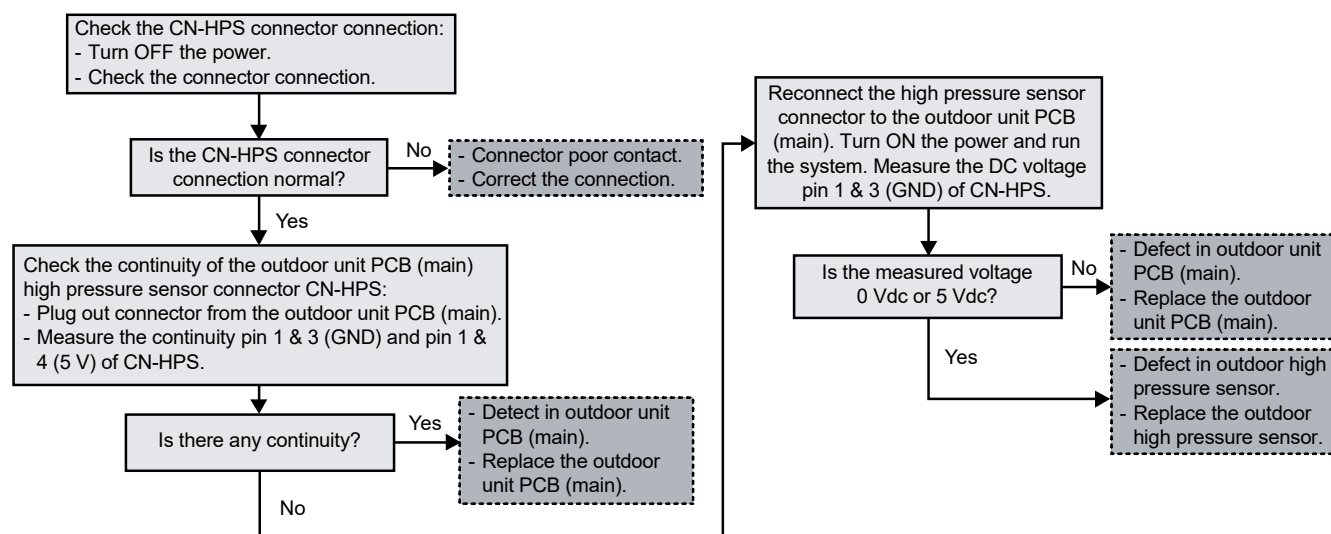 Check the CN-HPS connector connection:
- Turn OFF the power.
- Check the connector connection.
Is the CN-HPS connector
connection normal?
No
- Connector poor contact.
- Correct the connection.
Yes
Check the continuity of the outdoor unit PCB (main)
high pressure sensor connector CN-HPS:
- Plug out connector from the outdoor unit PCB (main).
- Measure the continuity pin 1 & 3 (GND) and pin 1 &
4 (5 V) of CN-HPS.
Is there any continuity?
Yes
- Detect in outdoor unit
PCB (main).
- Replace the outdoor
unit PCB (main).
No
Reconnect the high pressure sensor
connector to the outdoor unit PCB
(main). Turn ON the power and run
the system. Measure the DC voltage
pin 1 & 3 (GND) of CN-HPS.
Is the measured voltage
0 Vdc or 5 Vdc?
No
- Defect in outdoor unit
PCB (main).
- Replace the outdoor
unit PCB (main).
Yes
- Defect in outdoor high
pressure sensor.
- Replace the outdoor
high pressure sensor.